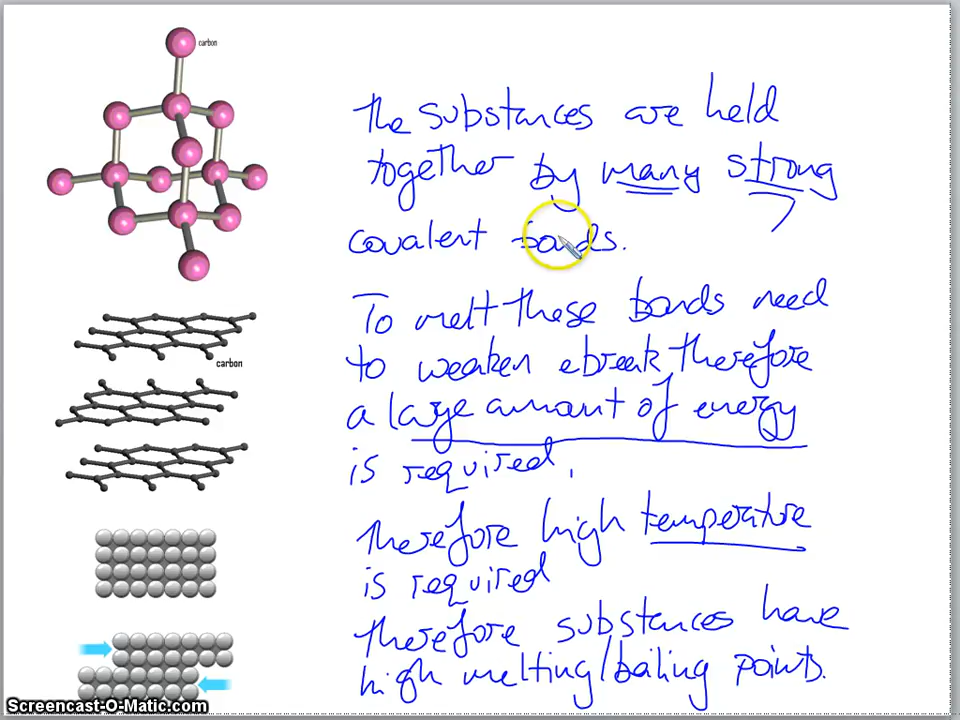 carbon
The substances are held
together by many strong
covalent bonds.
To melt these bonds need
to weaken e break therefore
a large amount of energy
is required.
carbon
Therefore high temperature
is required
therefore substances have
high melting/boiling points.
Screencast-O-Matic.com